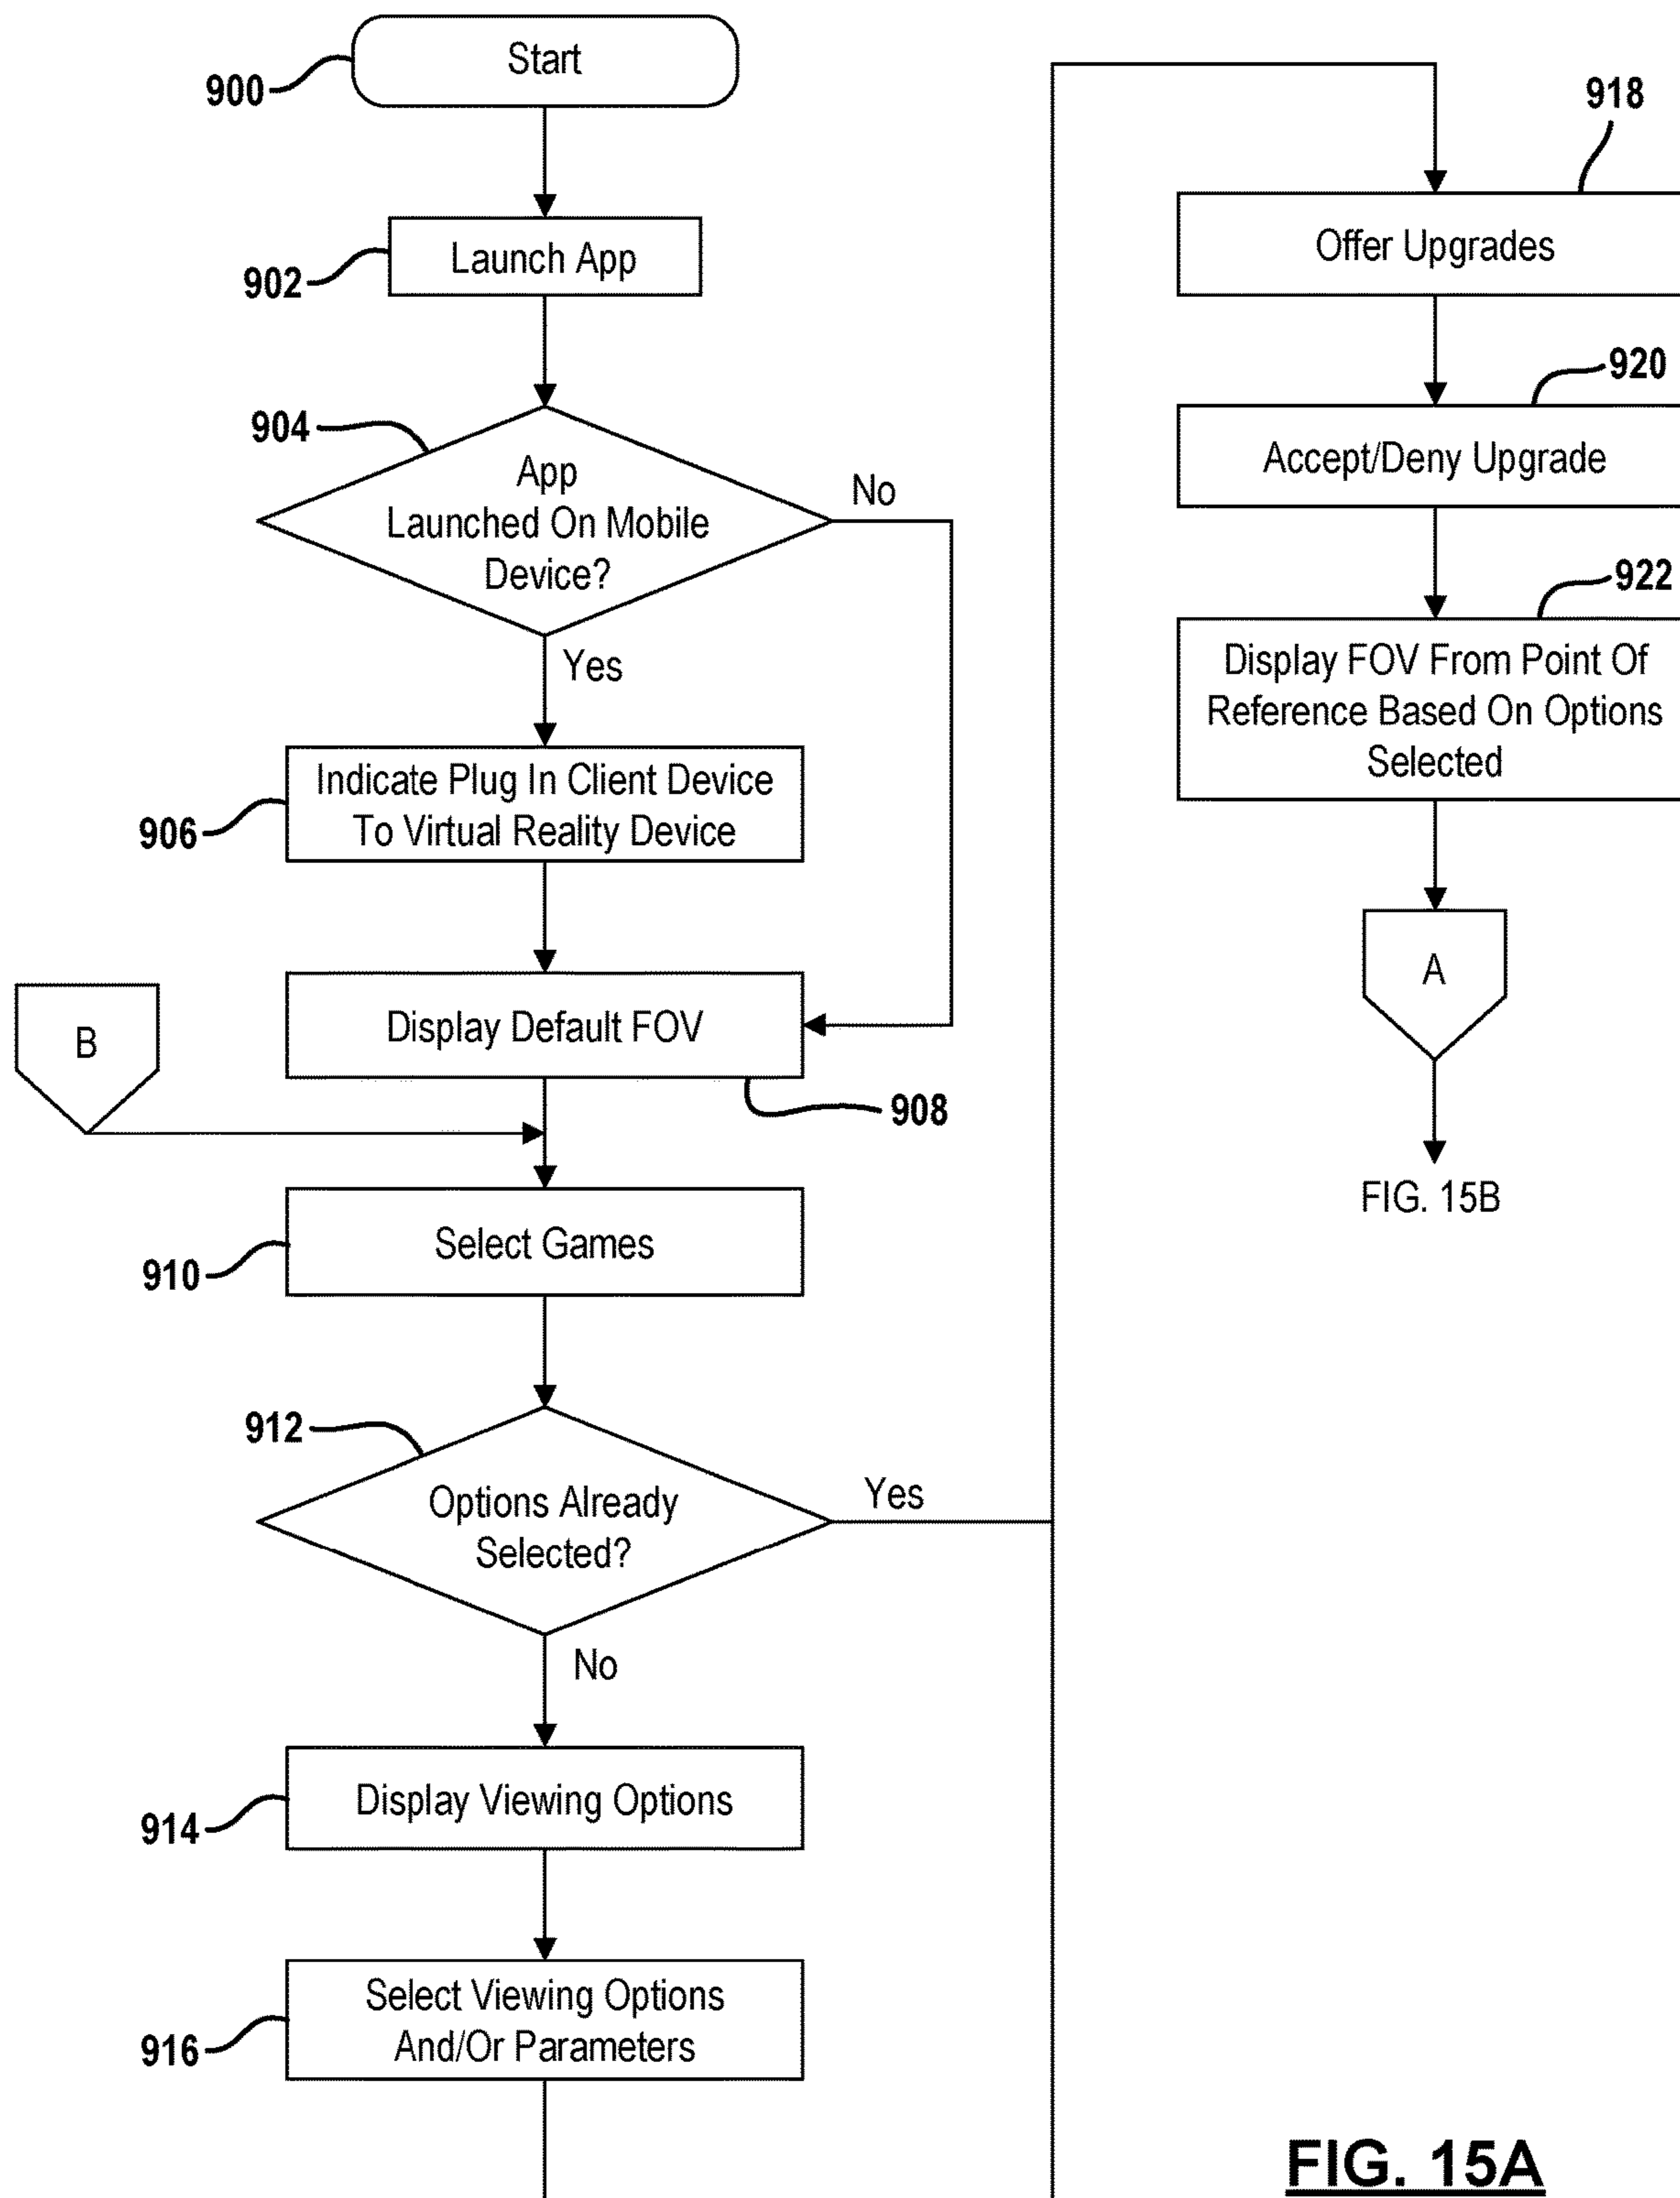 Start
900
Launch App
902
904
App
Launched On Mobile
Device?
No
Yes
Indicate Plug In Client Device
To Virtual Reality Device
906
B
Display Default FOV
908
Select Games
910
912
Options Already
Selected?
Yes
No
Display Viewing Options
914
Select Viewing Options
And/Or Parameters
916
918
Offer Upgrades
920
Accept/Deny Upgrade
922
Display FOV From Point Of
Reference Based On Options
Selected
A
FIG. 15B
FIG. 15A